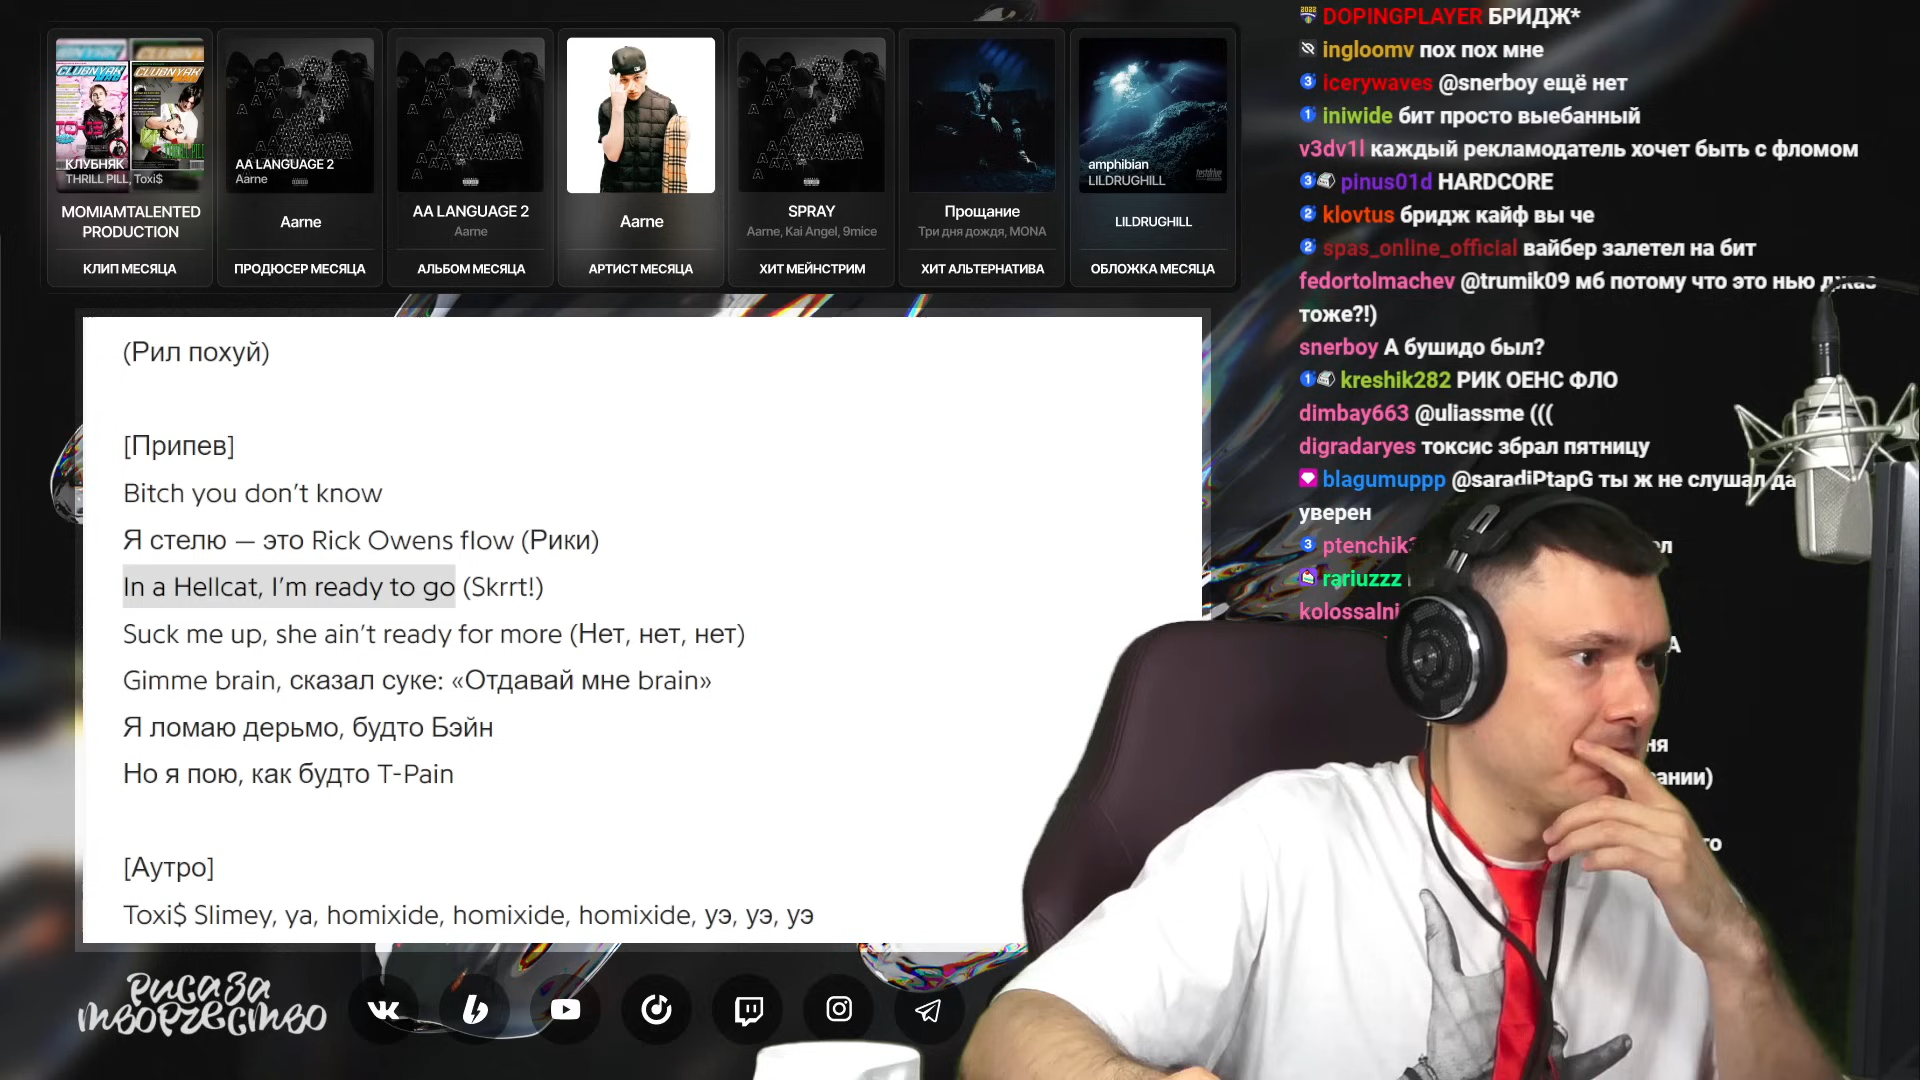 CLUBNYAK
CLUBNYAK
КЛУБНЯК
THRILL PILL, Toxi$
MOMIAMTALENTED
PRODUCTION
КЛИП МЕСЯЦА
AA LANGUAGE 2
Aarne
Aarne
ПРОДЮСЕР МЕСЯЦА
AA LANGUAGE 2
Aarne
АЛЬБОМ МЕСЯЦА
Aarne
АРТИСТ МЕСЯЦА
SPRAY
Aarne, Kai Angel, 9mice
ХИТ МЕЙНСТРИМ
Прощание
Три дня дождя, MONA
ХИТ АЛЬТЕРНАТИВА
amphibian
LILDRUGHILL
LILDRUGHILL
ОБЛОЖКА МЕСЯЦА
(Рил похуй)
[Припев]
Bitch you don’t know
Я стелю — это Rick Owens flow (Рики)
In a Hellcat, I’m ready to go (Skrrt!)
Suck me up, she ain’t ready for more (Нет, нет, нет)
Gimme brain, сказал суке: «Отдавай мне brain»
Я ломаю дерьмо, будто Бэйн
Но я пою, как будто T-Pain
[Аутро]
Toxi$ Slimey, ya, homixide, homixide, homixide, уэ, уэ, уэ
риса за
творчество
DOPINGPLAYER БРИДЖ*
ingloomv пох пох мне
icerywaves @snerboy ещё нет
iniwide бит просто выебанный
v3dv1l каждый рекламодатель хочет быть с фломом
pinus01d HARDCORE
klovtus бридж кайф вы че
spas_online_official вайбер залетел на бит
fedortolmachev @trumik09 мб потому что это нью джаз
тоже?!)
snerboy А бушидо был?
kreshik282 РИК ОЕНС ФЛО
dimbay663 @uliassme (((
digradaryes токсис збрал пятницу
blagumuppp @saradiPtapG ты ж не слушал да
уверен
ptenchik
rariuzzz
kolossalni